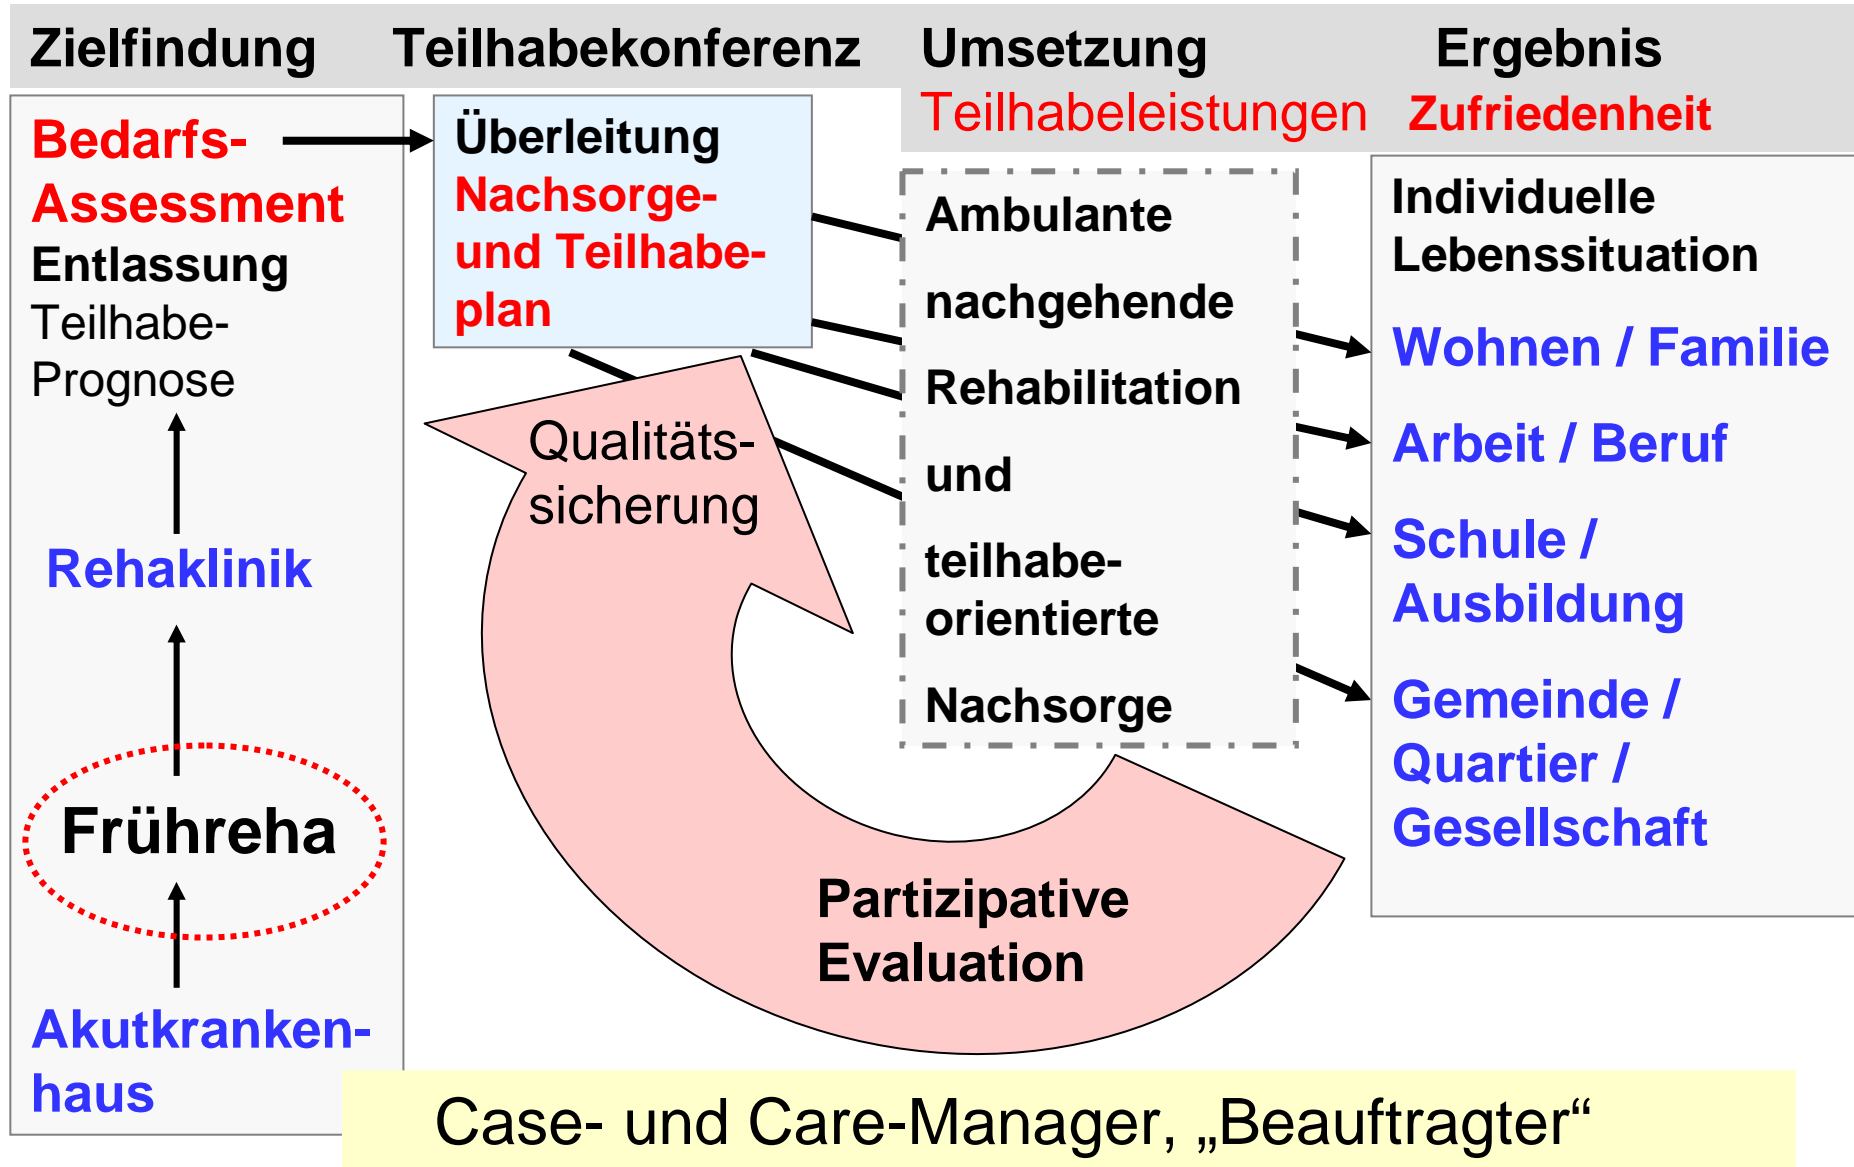 Zielfindung
Teilhabekonferenz
Umsetzung
Ergebnis
Teilhabeleistungen
Zufriedenheit
Bedarfs-
Assessment
Entlassung
Teilhabe-
Prognose
Rehaklinik
Frühreha
Akutkranken-
haus
Überleitung
Nachsorge-
und Teilhabe-
plan
Qualitäts-
sicherung
Partizipative
Evaluation
Ambulante
nachgehende
Rehabilitation
und
teilhabe-
orientierte
Nachsorge
Individuelle
Lebenssituation
Wohnen / Familie
Arbeit / Beruf
Schule /
Ausbildung
Gemeinde /
Quartier /
Gesellschaft
Case- und Care-Manager, „Beauftragter“